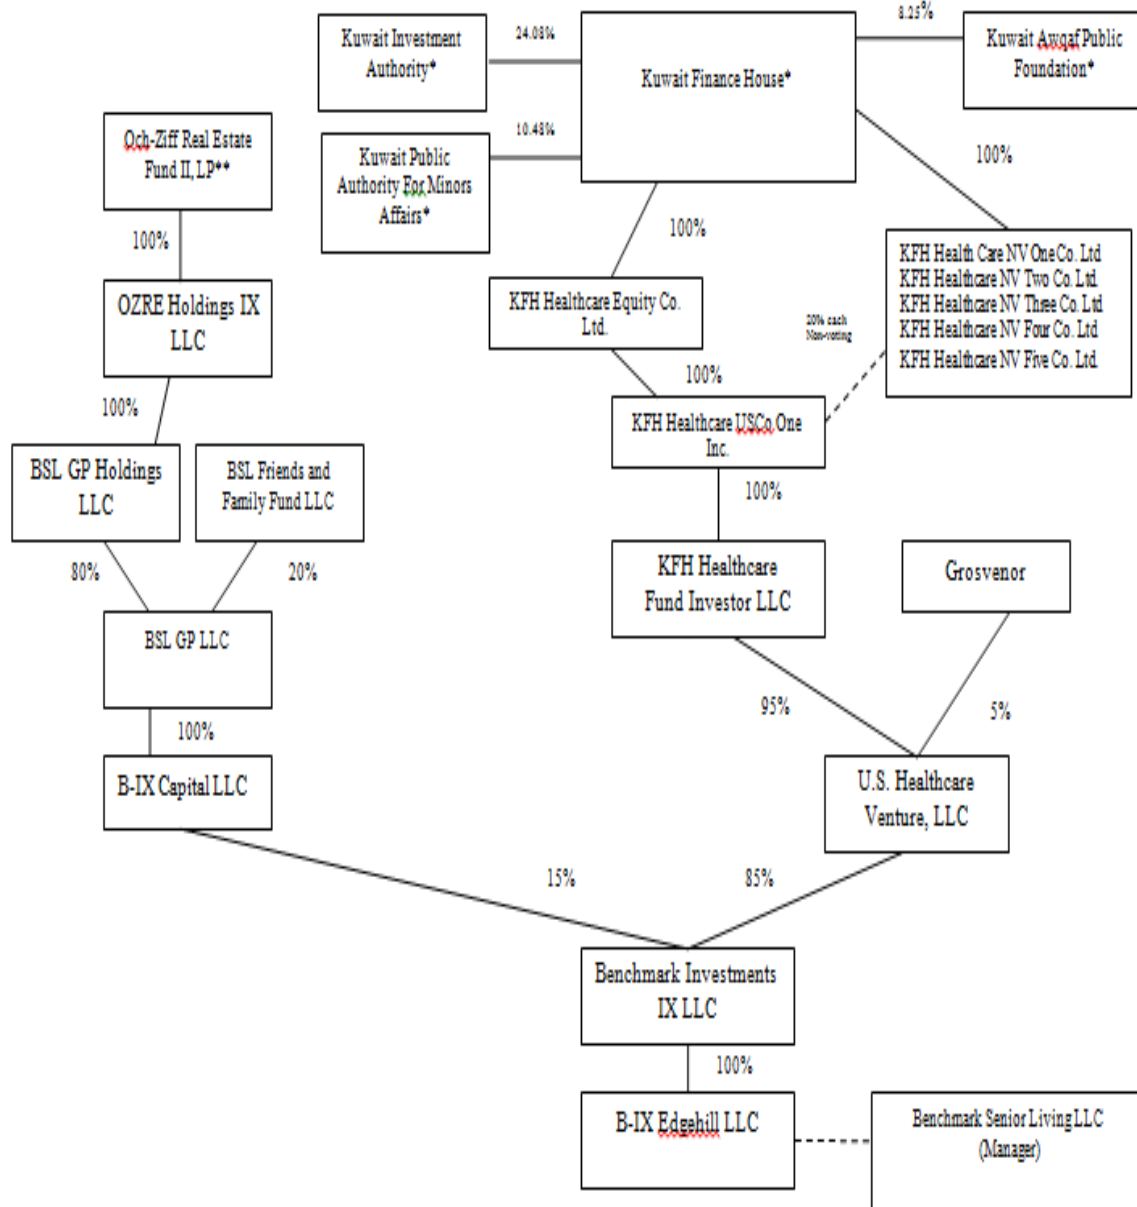 8.25%
Kuwait Investment
Authority*
24.08%
Kuwait Finance House*
Kuwait Awqaf Public
Foundation*
10.48%
Och-Ziff Real Estate
Fund II, LP**
Kuwait Public
Authority For Minors
Affairs*
100%
100%
100%
KFH Health Care NV One Co. Ltd
KFH Healthcare NV Two Co. Ltd
KFH Healthcare NV Three Co. Ltd
KFH Healthcare NV Four Co. Ltd
KFH Healthcare NV Five Co. Ltd
OZRE Holdings IX
LLC
KFH Healthcare Equity Co.
Ltd.
20% each
Non-voting
100%
100%
KFH Healthcare USCo One
Inc.
BSL GP Holdings
LLC
BSL Friends and
Family Fund LLC
100%
80%
20%
KFH Healthcare
Fund Investor LLC
Grosvenor
BSL GP LLC
95%
5%
100%
B-IX Capital LLC
U.S. Healthcare
Venture, LLC
15%
85%
Benchmark Investments
IX LLC
100%
B-IX Edgehill LLC
Benchmark Senior Living LLC
(Manager)